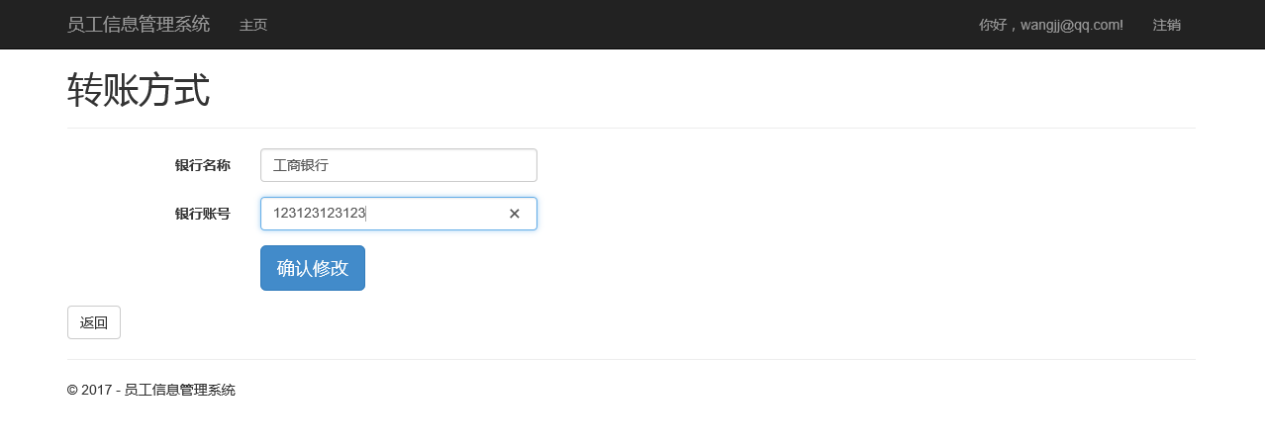 员工信息管理系统 主页 你好，wangjj@qq.com! 注销
转账方式
银行名称 工商银行
银行账号 123123123123
确认修改
返回
© 2017 - 员工信息管理系统